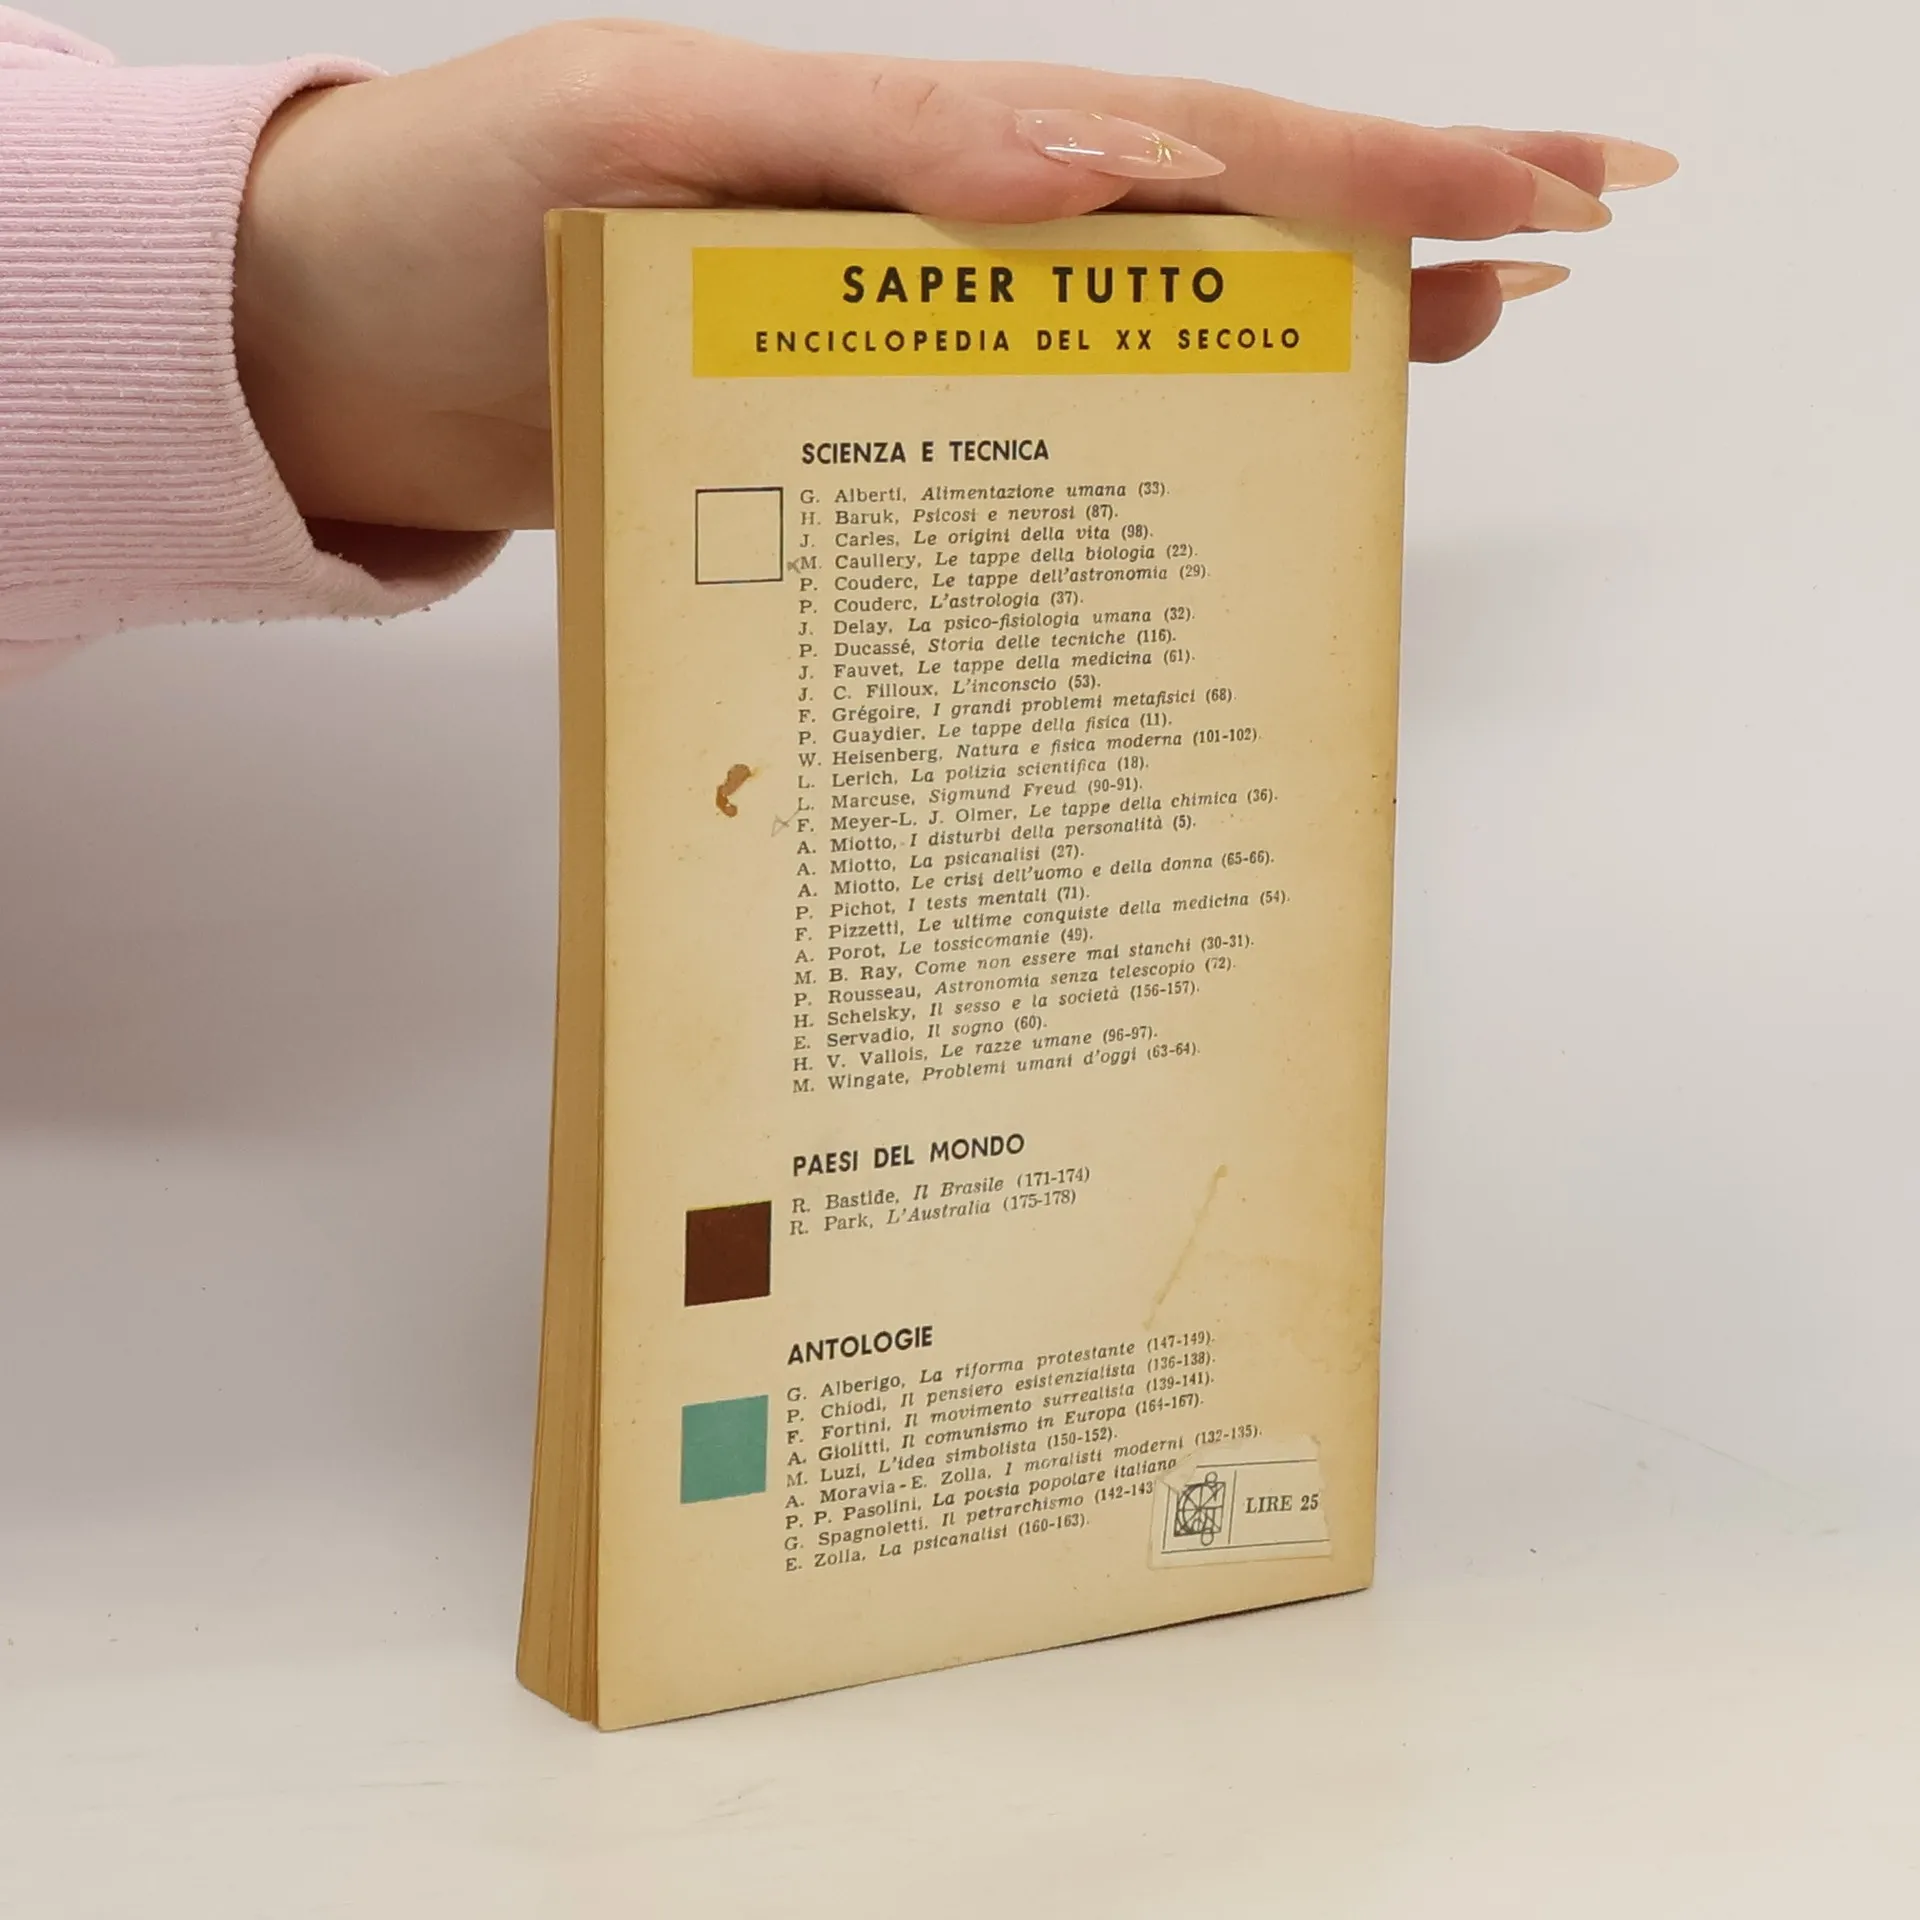 SAPER TUTTO
ENCICLOPEDIA DEL XX SECOLO
SCIENZA E TECNICA
G. Alberti, Alimentazione umana (33).
H. Baruk, Psicosi e nevrosi (87).
J. Carles, Le origini della vita (98).
M. Caullery, Le tappe della biologia (22).
P. Couderc, Le tappe dell'astronomia (29).
P. Couderc, L'astrologia (37).
J. Delay, La psico-fisiologia umana (32).
P. Ducassé, Storia delle tecniche (116).
J. Fauvet, Le tappe della medicina (61).
J. C. Filloux, L'inconscio (53).
F. Grégoire, I grandi problemi metafisici (68).
P. Guaydier, Le tappe della fisica (11).
W. Heisenberg, Natura e fisica moderna (101-102).
L. Lerich, La polizia scientifica (18).
L. Marcuse, Sigmund Freud (90-91).
F. Meyer-L. J. Olmer, Le tappe della chimica (36).
A. Miotto, I disturbi della personalità (5).
A. Miotto, La psicanalisi (27).
A. Miotto, Le crisi dell'uomo e della donna (65-66).
P. Pichot, I tests mentali (71).
F. Pizzetti, Le ultime conquiste della medicina (54).
A. Porot, Le tossicomanie (49).
M. B. Ray, Come non essere mai stanchi (30-31).
P. Rousseau, Astronomia senza telescopio (72).
H. Schelsky, Il sesso e la società (156-157).
E. Servadio, Il sogno (60).
H. V. Vallois, Le razze umane (96-97).
M. Wingate, Problemi umani d'oggi (63-64).
PAESI DEL MONDO
R. Bastide, Il Brasile (171-174)
R. Park, L'Australia (175-178)
ANTOLOGIE
G. Alberigo, La riforma protestante (147-149).
P. Chiodi, Il pensiero esistenzialista (136-138).
F. Fortini, Il movimento surrealista (139-141).
A. Giolitti, Il comunismo in Europa (164-167).
M. Luzi, L'idea simbolista (150-152).
A. Moravia-E. Zolla, I moralisti moderni (132-135).
P. P. Pasolini, La poesia popolare italiana
G. Spagnoletti, Il petrarchismo (142-143
E. Zolla, La psicanalisi (160-163).
LIRE 25